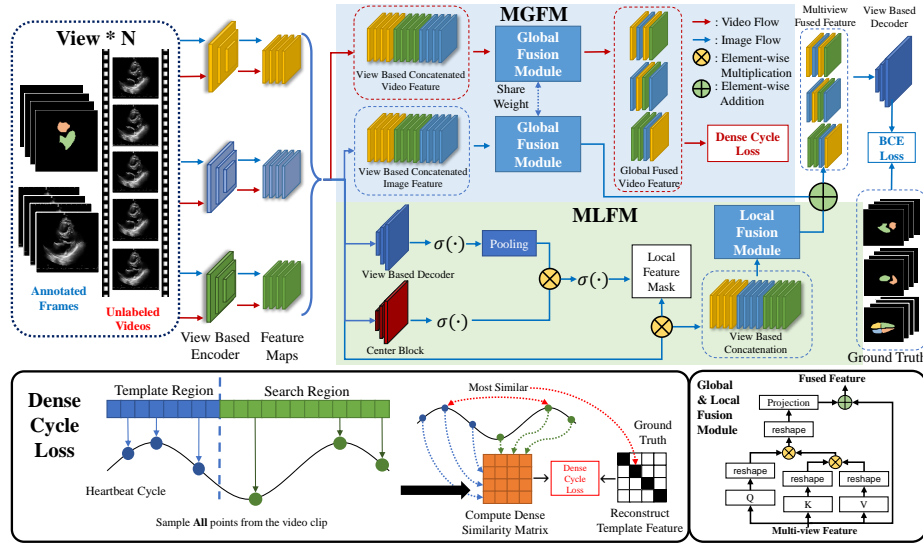 View * N
Annotated
Frames
Unlabeled
Videos
View Based
Encoder
Feature
Maps
MGFM
View Based Concatenated
Video Feature
Global
Fusion
Module
Share
Weight
View Based Concatenated
Image Feature
Global
Fusion
Module
Global Fused
Video Feature
Dense Cycle
Loss
: Video Flow
: Image Flow
: Element-wise
Multiplication
: Element-wise
Addition
Multiview
Fused Feature
View Based
Decoder
BCE
Loss
Ground Truth
MLFM
View Based Decoder
σ(·)
Pooling
σ(·)
Center Block
σ(·)
Local
Feature
Mask
Local
Fusion
Module
View Based
Concatenation
Dense
Cycle
Loss
Template Region
Search Region
Heartbeat Cycle
Sample All points from the video clip
Most Similar
Compute Dense
Similarity Matrix
Dense
Cycle
Loss
Ground
Truth
Reconstruct
Template Feature
Global
& Local
Fusion
Module
Fused Feature
Projection
reshape
reshape
reshape
reshape
Q
K
V
Multi-view Feature